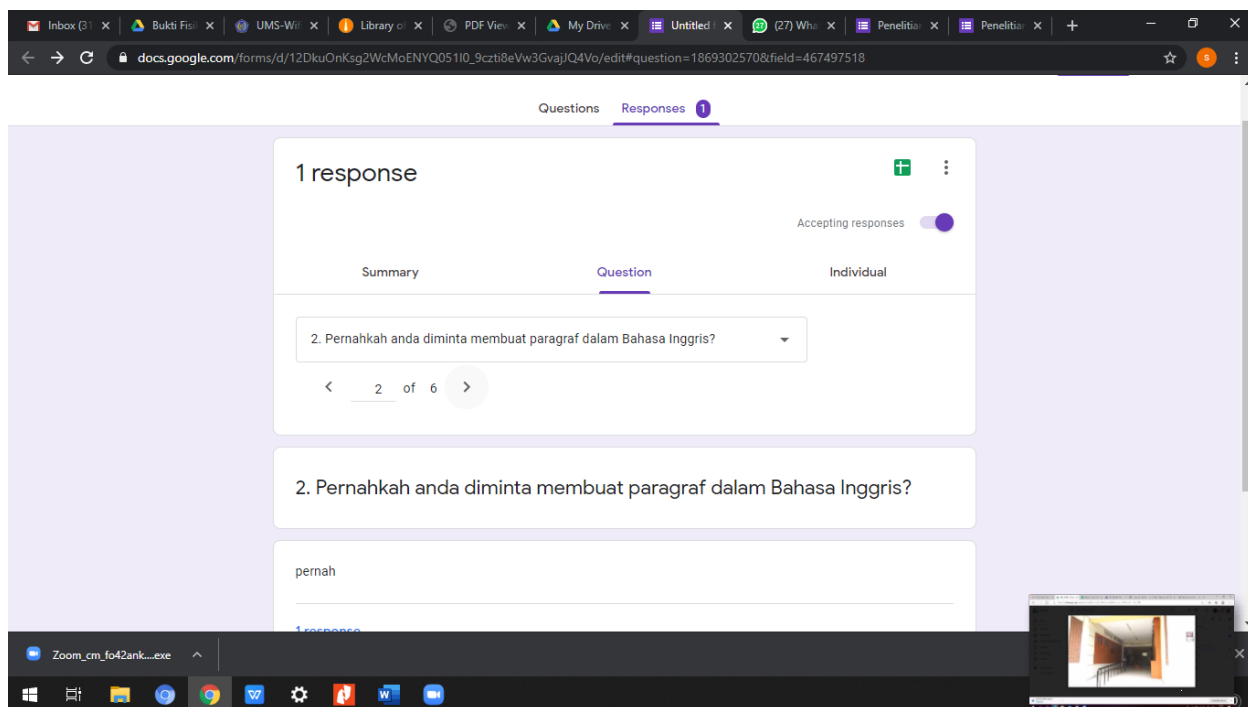 Inbox (31
Bukti Fisi
UMS-Wifi
Library of
PDF View
My Drive
Untitled f
(27) Wha
Penelitian
Penelitian
docs.google.com/forms/d/12DkuOnKsg2WcMoENYQ051I0_9czti8eVw3GvajJQ4Vo/edit#question=1869302570&field=467497518
S
Questions
Responses 1
1 response
Accepting responses
Summary
Question
Individual
2. Pernahkah anda diminta membuat paragraf dalam Bahasa Inggris?
2 of 6
2. Pernahkah anda diminta membuat paragraf dalam Bahasa Inggris?
pernah
1 response
Zoom_cm_fo42ank....exe